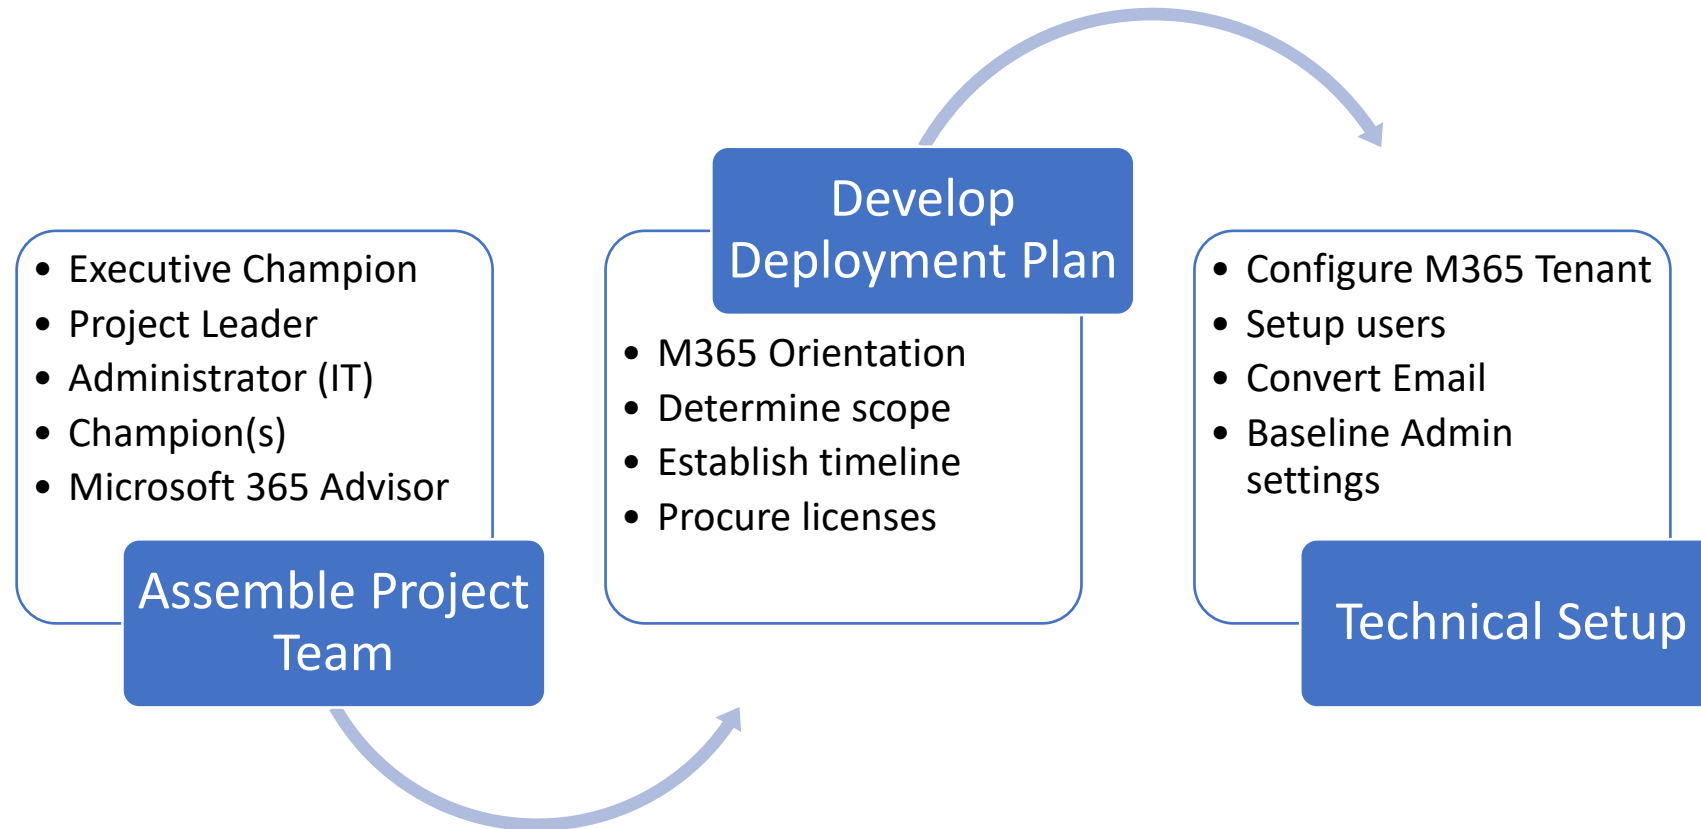 • Executive Champion
• Project Leader
• Administrator (IT)
• Champion(s)
• Microsoft 365 Advisor
Assemble Project
Team
Develop
Deployment Plan
• M365 Orientation
• Determine scope
• Establish timeline
• Procure licenses
• Configure M365 Tenant
• Setup users
• Convert Email
• Baseline Admin
settings
Technical Setup